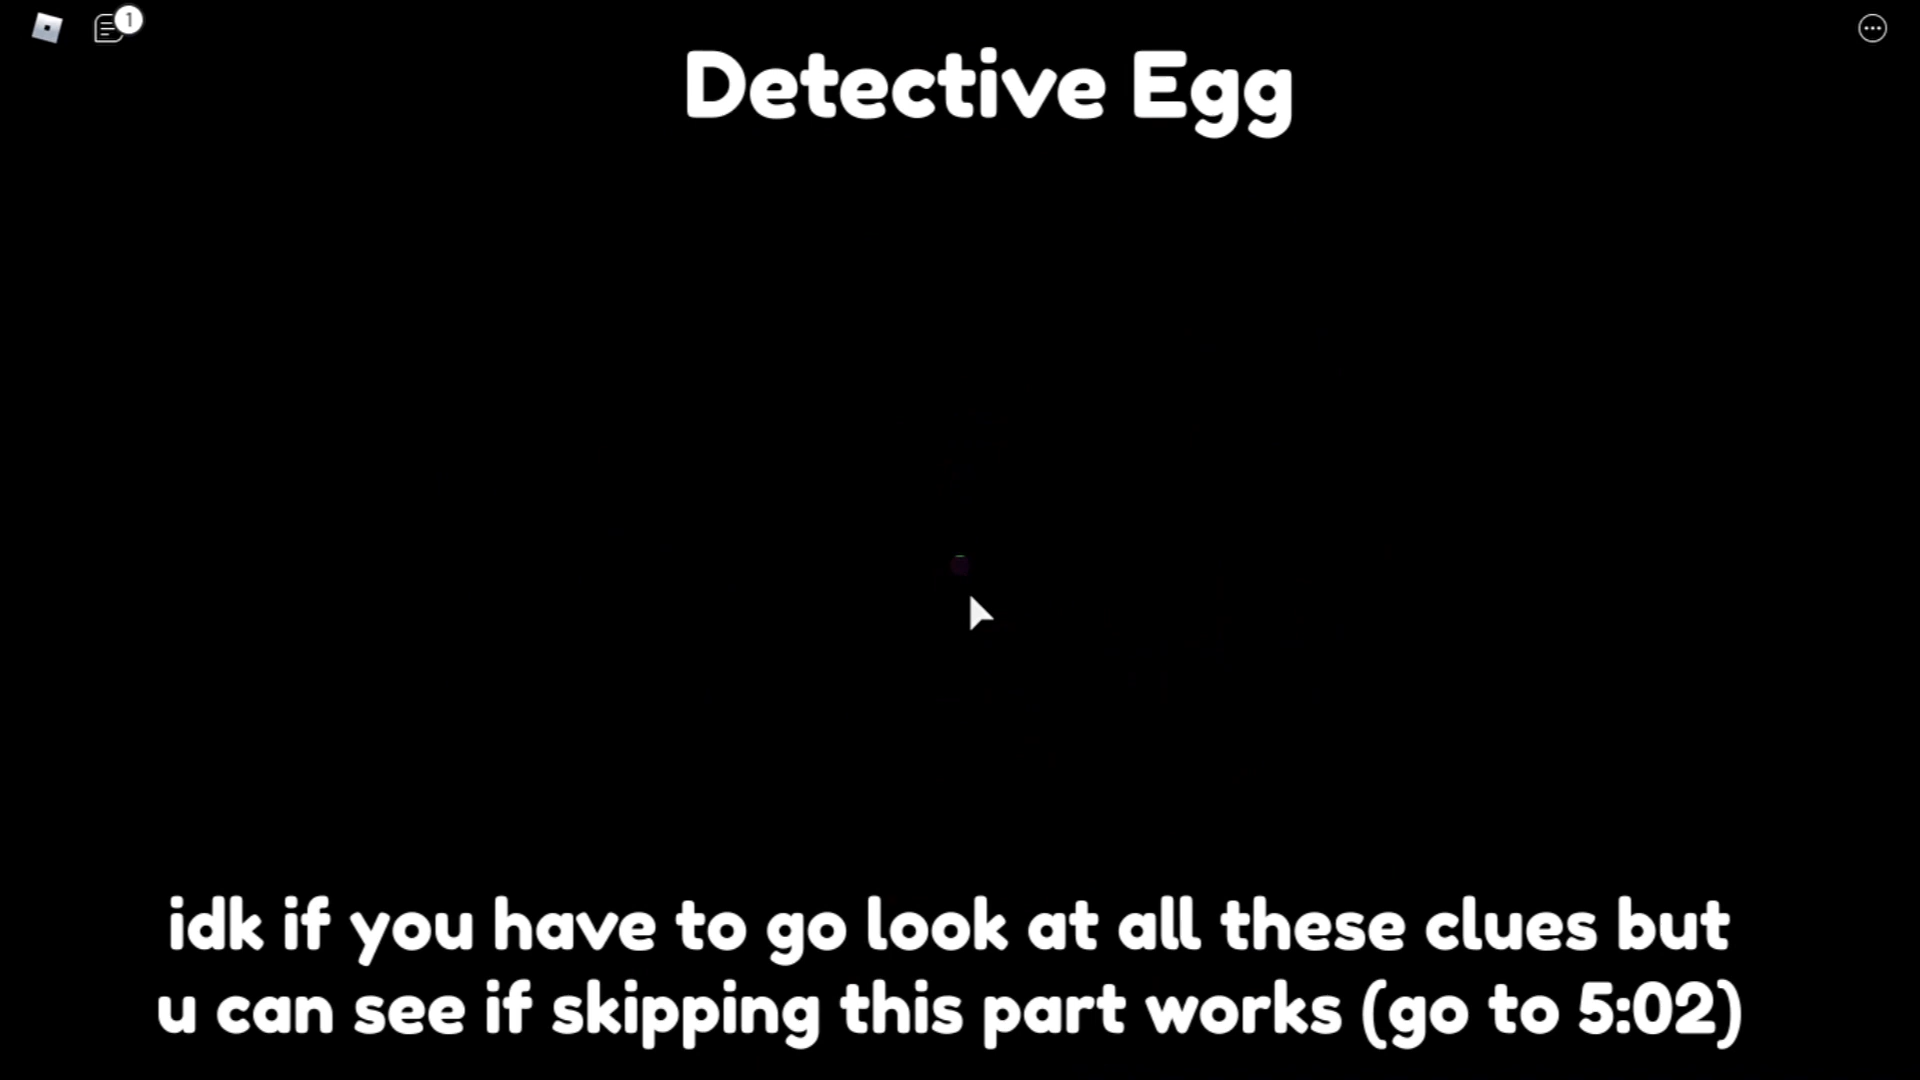 1
Detective Egg
idk if you have to go look at all these clues but
u can see if skipping this part works (go to 5:02)